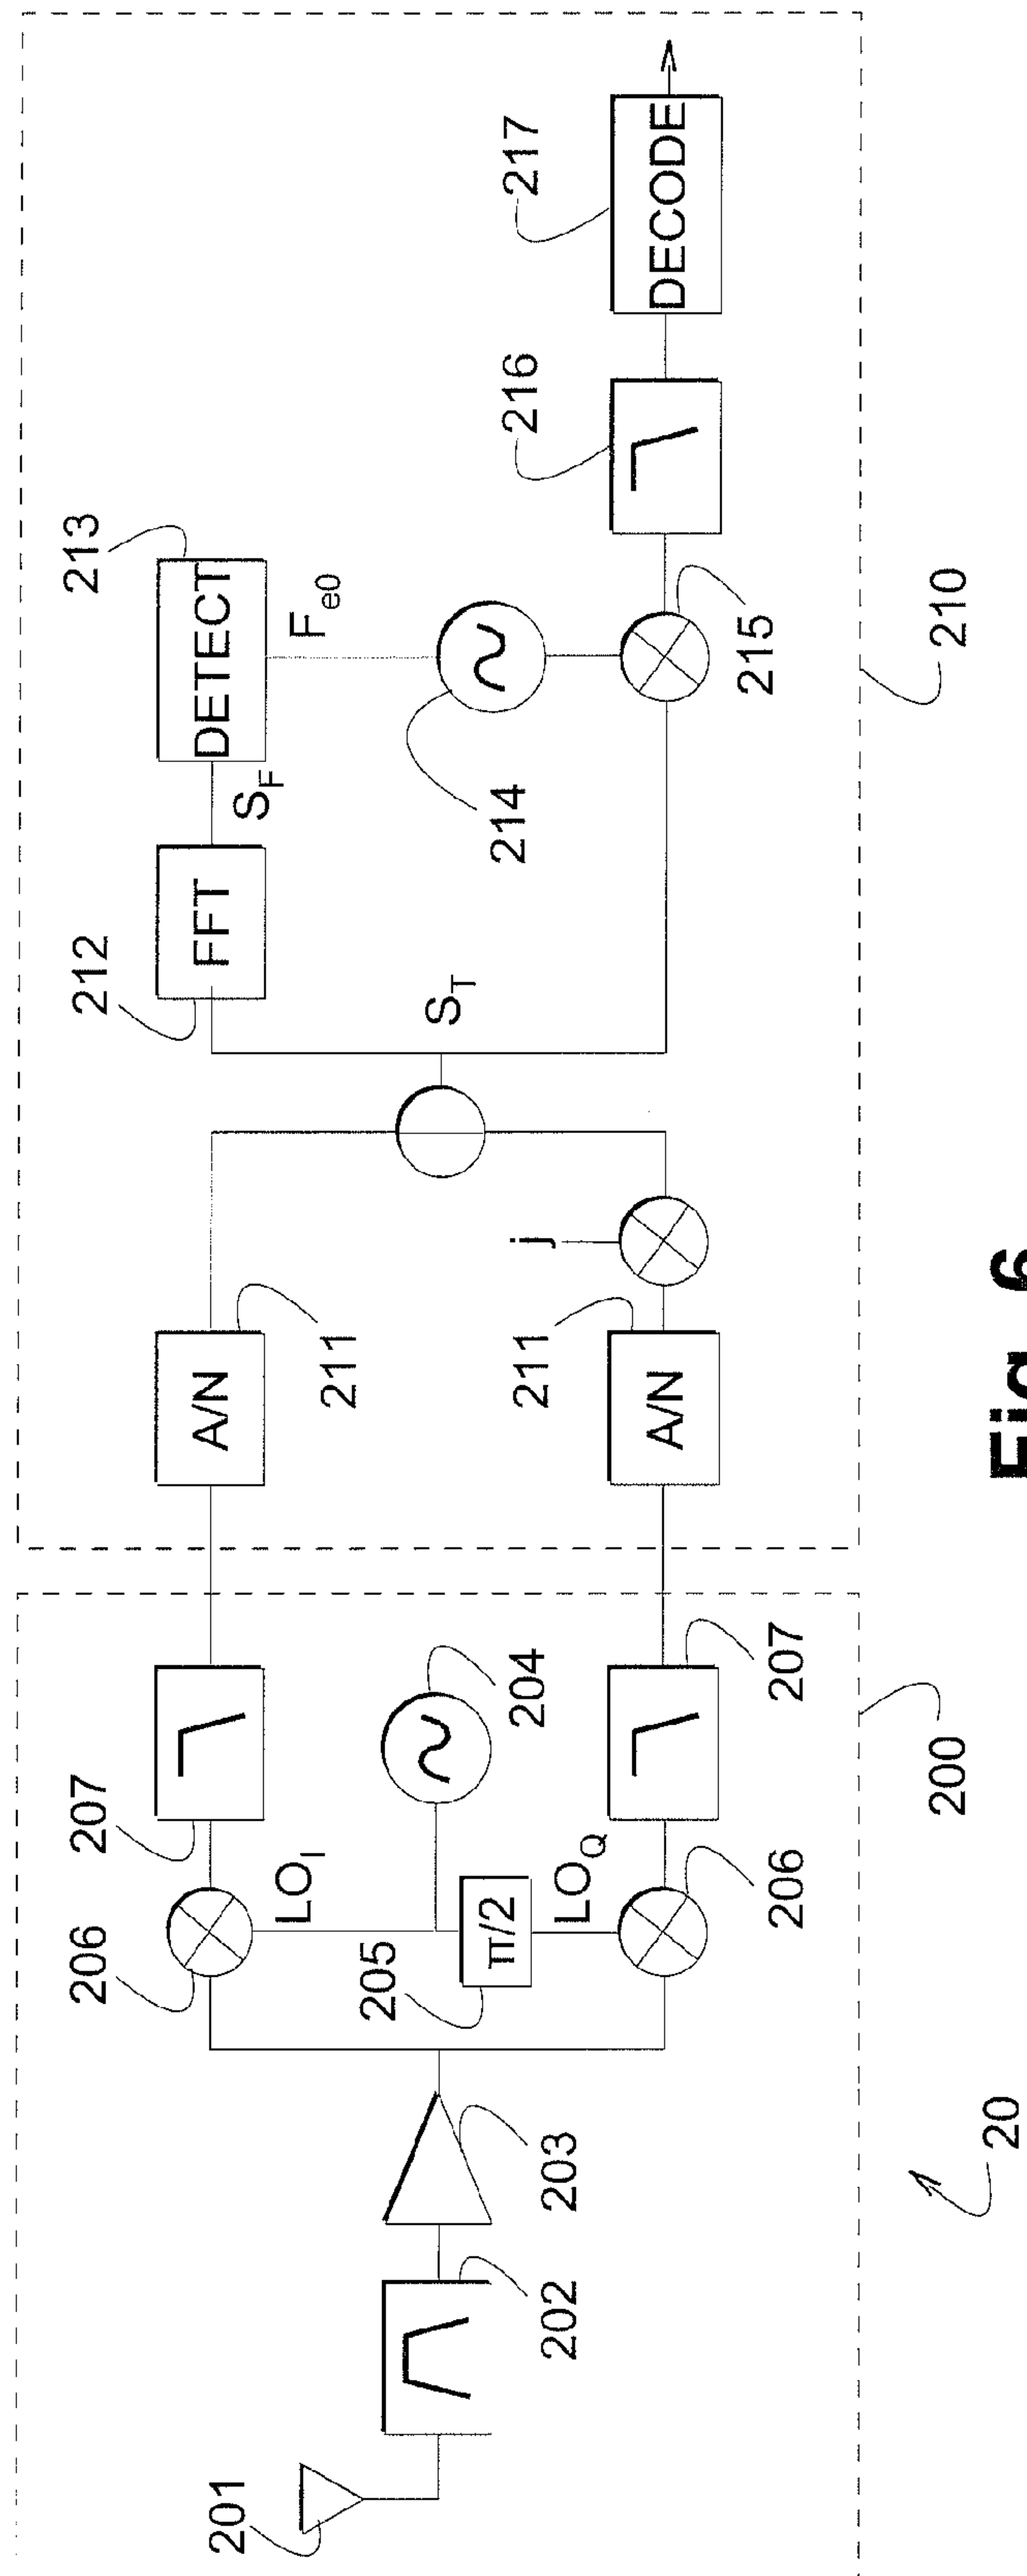 201
202
203
206
205
π/2
LO_I
LO_Q
206
204
207
207
200
20
A/N
211
A/N
211
j
S_T
212
FFT
S_F
213
DETECT
F_e0
214
215
216
217
DECODE
210
Fig. 6